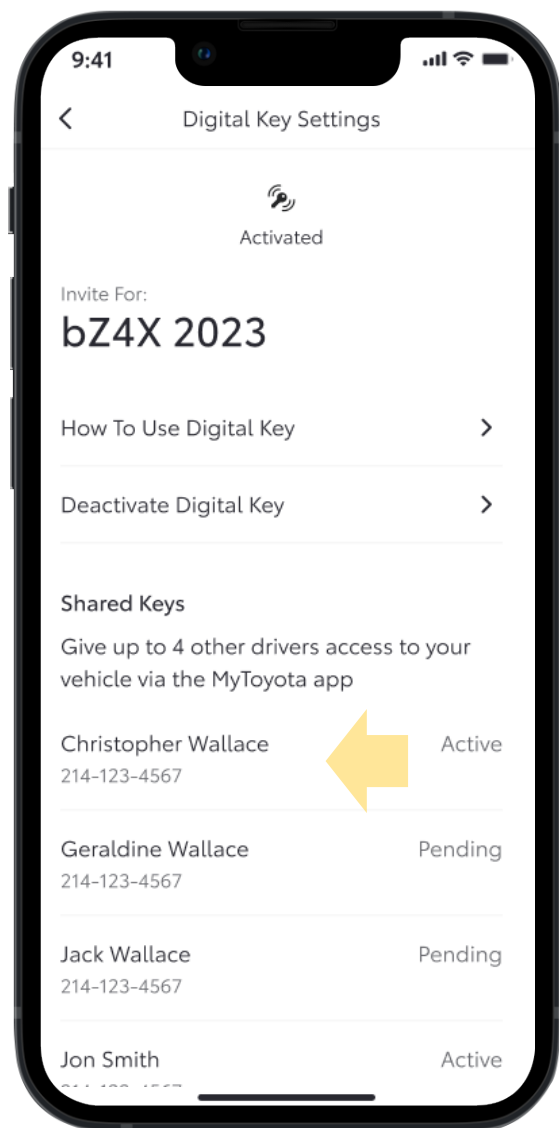 9:41
Digital Key Settings
Activated
Invite For:
bZ4X 2023
How To Use Digital Key
Deactivate Digital Key
Shared Keys
Give up to 4 other drivers access to your
vehicle via the MyToyota app
Christopher Wallace Active
214-123-4567
Geraldine Wallace Pending
214-123-4567
Jack Wallace Pending
214-123-4567
Jon Smith Active